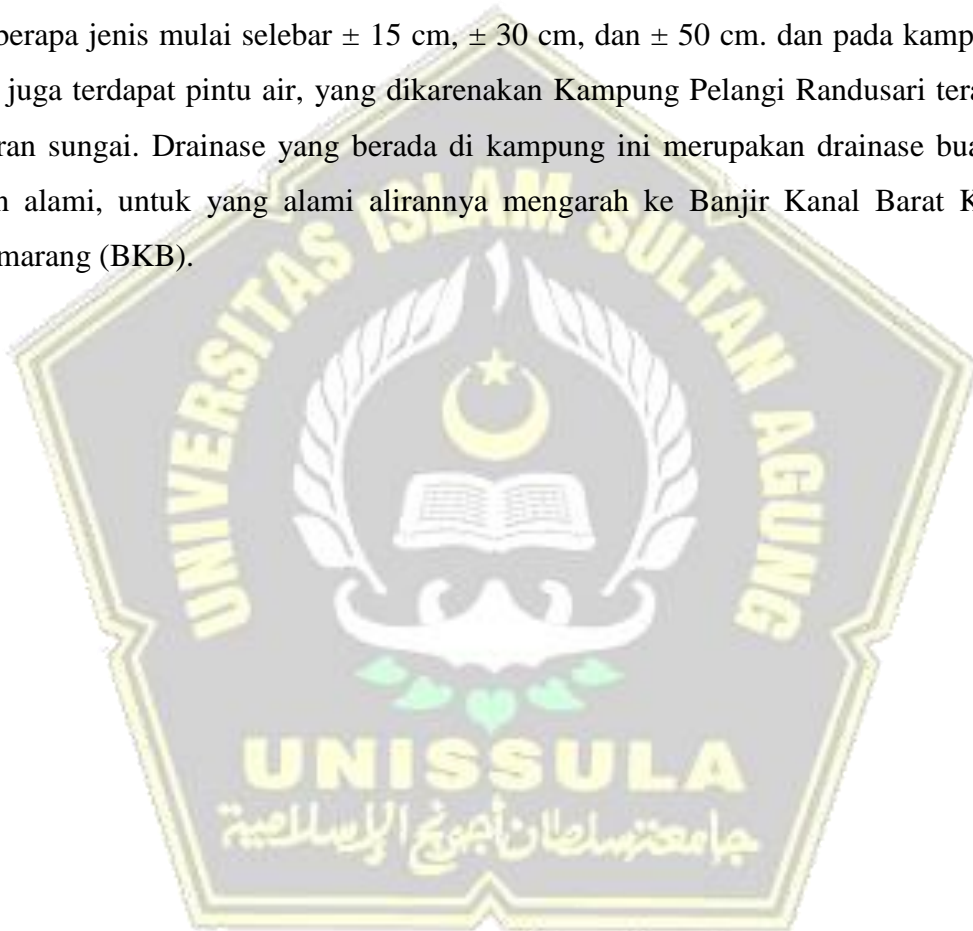 berapa jenis mulai selebar ± 15 cm, ± 30 cm, dan ± 50 cm. dan pada kamp
juga terdapat pintu air, yang dikarenakan Kampung Pelangi Randusari tera
ran sungai. Drainase yang berada di kampung ini merupakan drainase bua
n alami, untuk yang alami alirannya mengarah ke Banjir Kanal Barat K
marang (BKB).
UNIVERSITAS ISLAM SULTAN AGUNG
UNISSULA
جامعتنسلطان أجونج الإسلامية